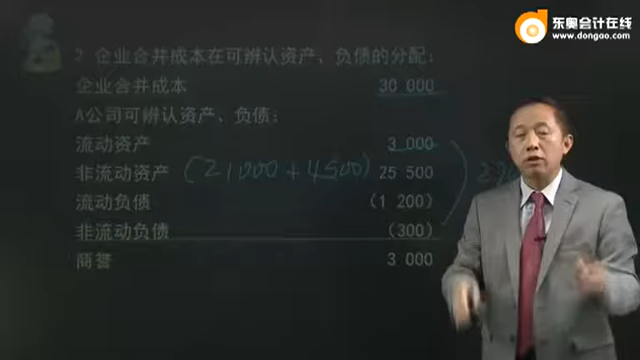 东奥会计在线
www.dongao.com
2 企业合并成本在可辨认资产、负债的分配：
企业合并成本 30 000
A公司可辨认资产、负债：
流动资产 3 000
非流动资产 (21000+4500) 25 500
流动负债 (1 200)
非流动负债 (300)
商誉 3 000